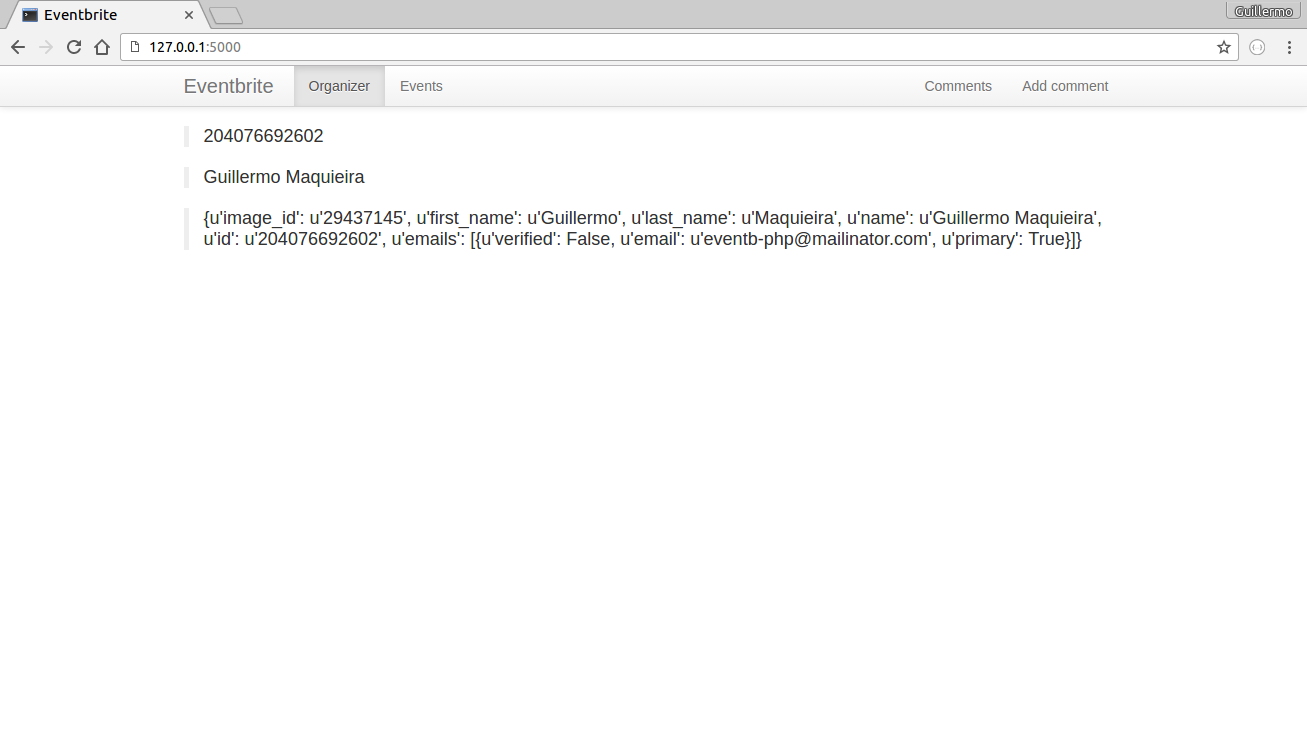 Eventbrite
Guillermo
127.0.0.1:5000
Eventbrite Organizer Events Comments Add comment
204076692602
Guillermo Maquieira
{u'image_id': u'29437145', u'first_name': u'Guillermo', u'last_name': u'Maquieira', u'name': u'Guillermo Maquieira',
u'id': u'204076692602', u'emails': [{u'verified': False, u'email': u'eventb-php@mailinator.com', u'primary': True}]}